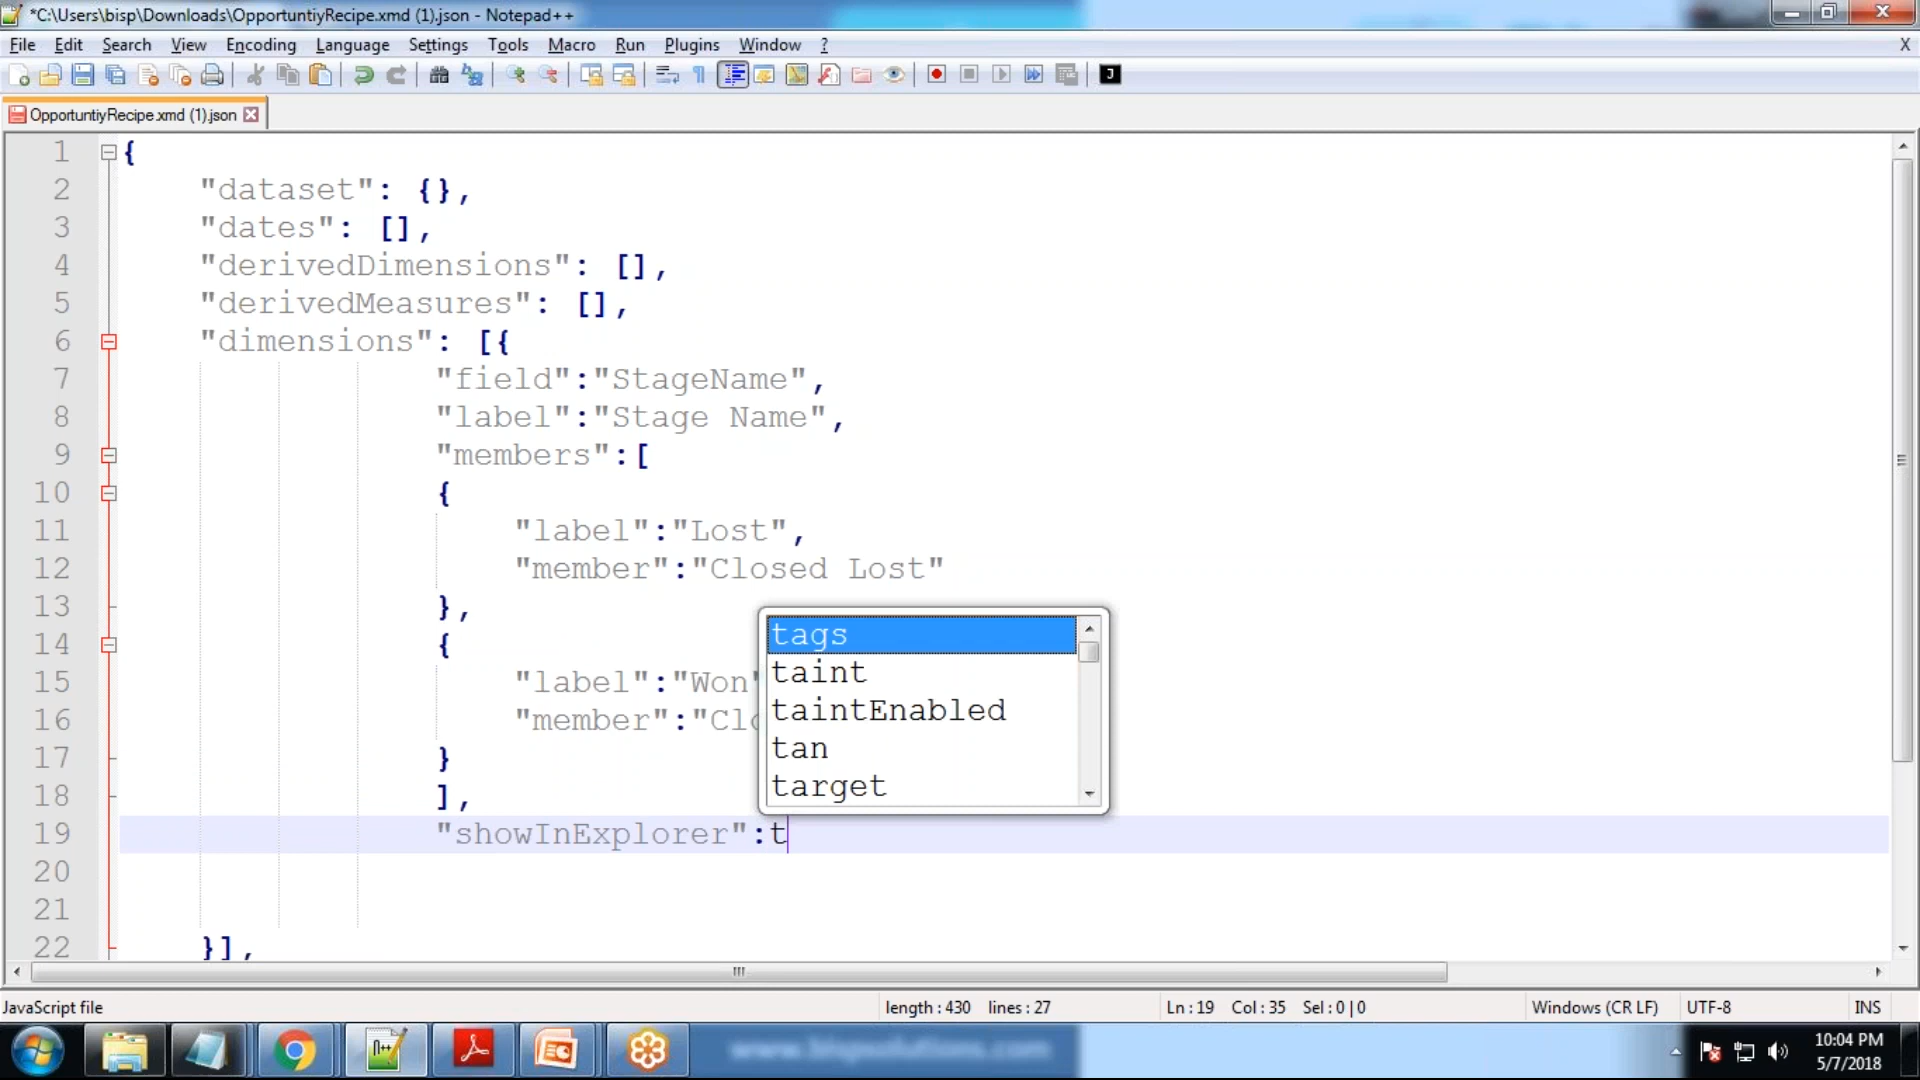 *C:\Users\bisp\Downloads\OpportuntiyRecipe.xmd (1).json - Notepad++
File Edit Search View Encoding Language Settings Tools Macro Run Plugins Window ? X
OpportuntiyRecipe.xmd (1).json
1 {
2 "dataset": {},
3 "dates": [],
4 "derivedDimensions": [],
5 "derivedMeasures": [],
6 "dimensions": [{
7 "field":"StageName",
8 "label":"Stage Name",
9 "members":[
10 {
11 "label":"Lost",
12 "member":"Closed Lost"
13 },
14 {
15 "label":"Won"
16 "member":"Clo
17 }
18 ],
19 "showInExplorer":t
20
21
22 }],
tags
taint
taintEnabled
tan
target
JavaScript file length : 430 lines : 27 Ln : 19 Col : 35 Sel : 0 | 0 Windows (CR LF) UTF-8 INS
www.bispsolutions.com
10:04 PM
5/7/2018